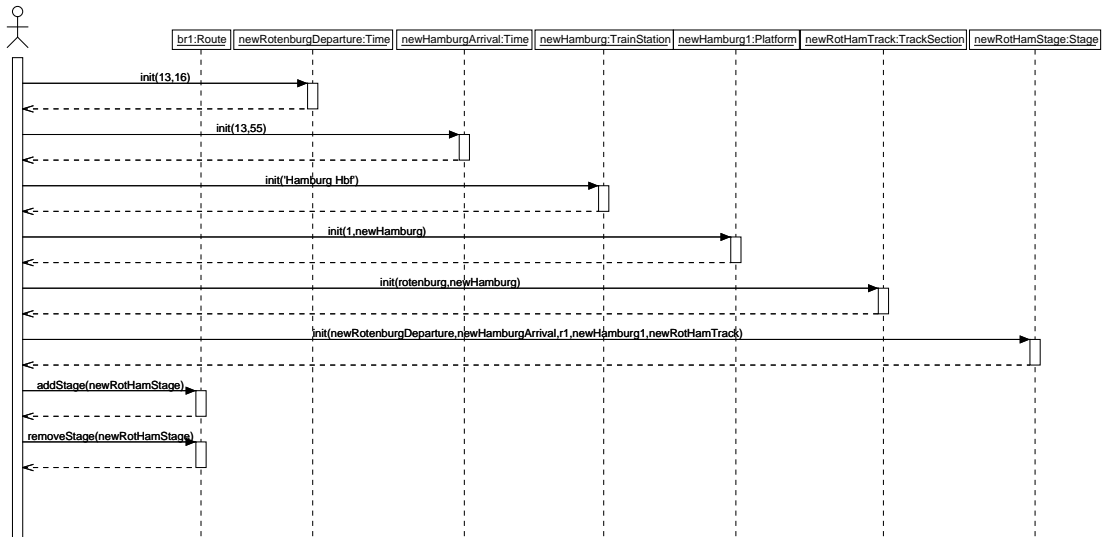 br1:Route
newRotenburgDeparture:Time
newHamburgArrival:Time
newHamburg:TrainStation
newHamburg1:Platform
newRotHamTrack:TrackSection
newRotHamStage:Stage
init(13,16)
init(13,55)
init('Hamburg Hbf')
init(1,newHamburg)
init(rotenburg,newHamburg)
init(newRotenburgDeparture,newHamburgArrival,r1,newHamburg1,newRotHamTrack)
addStage(newRotHamStage)
removeStage(newRotHamStage)